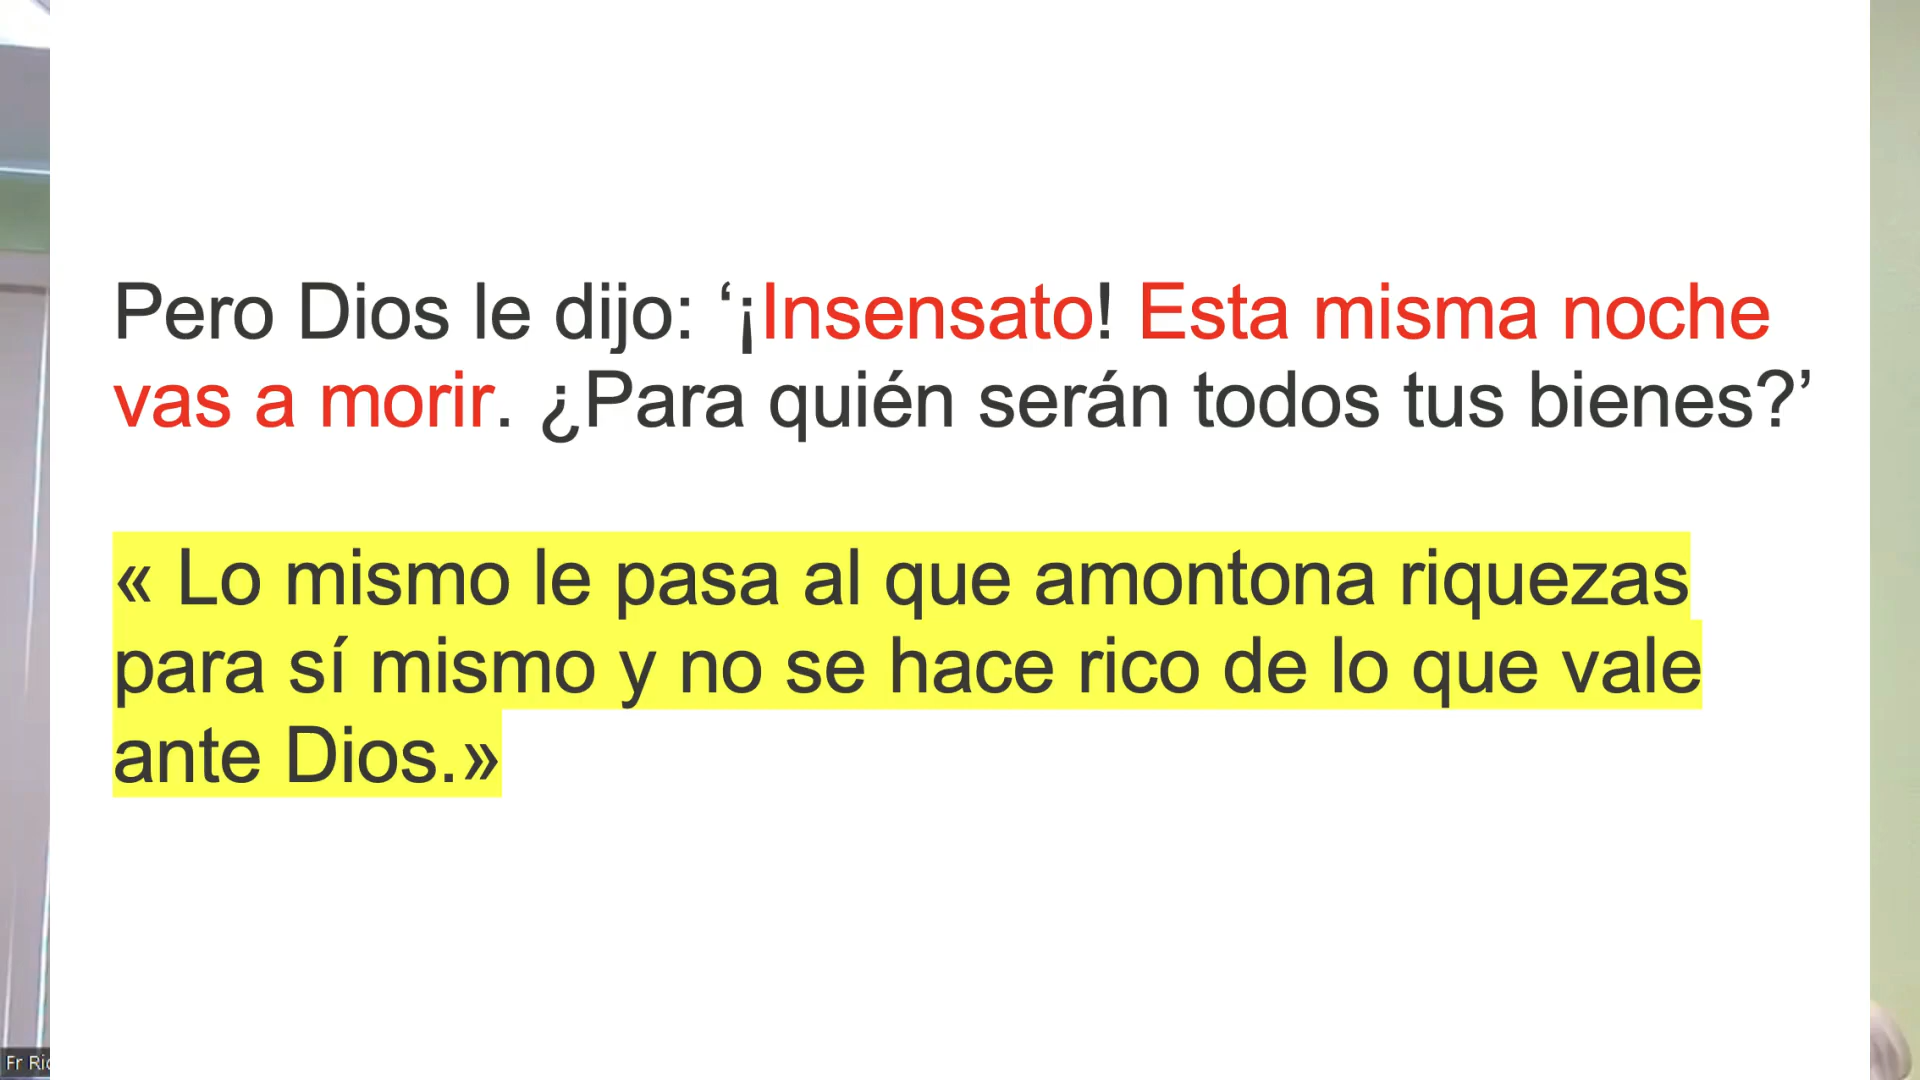 Pero Dios le dijo: ‘¡Insensato! Esta misma noche
vas a morir. ¿Para quién serán todos tus bienes?’
« Lo mismo le pasa al que amontona riquezas
para sí mismo y no se hace rico de lo que vale
ante Dios.»
Fr